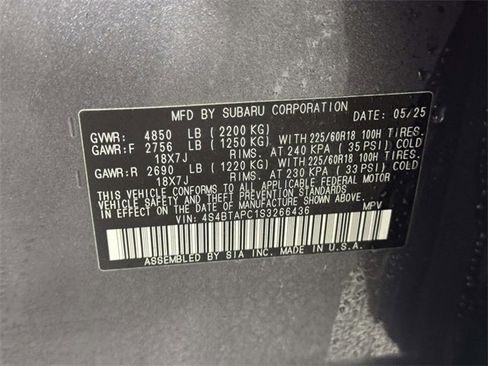 MFD BY SUBARU CORPORATION DATE: 05/25
GVWR: 4850 LB (2200 KG)
GAWR:F 2756 LB (1250 KG) WITH 225/60R18 100H TIRES.
18X7J RIMS. AT 240 KPA (35 PSI) COLD
GAWR:R 2690 LB (1220 KG) WITH 225/60R18 100H TIRES.
18X7J RIMS. AT 230 KPA (33 PSI) COLD
THIS VEHICLE CONFORMS TO ALL APPLICABLE FEDERAL MOTOR
VEHICLE SAFETY AND THEFT PREVENTION STANDARDS IN EFFECT
ON THE DATE OF MANUFACTURE SHOWN ABOVE.
VIN: 4S4BTAPC1S3266436 MPV
ASSEMBLED BY SIA INC. MADE IN U.S.A.